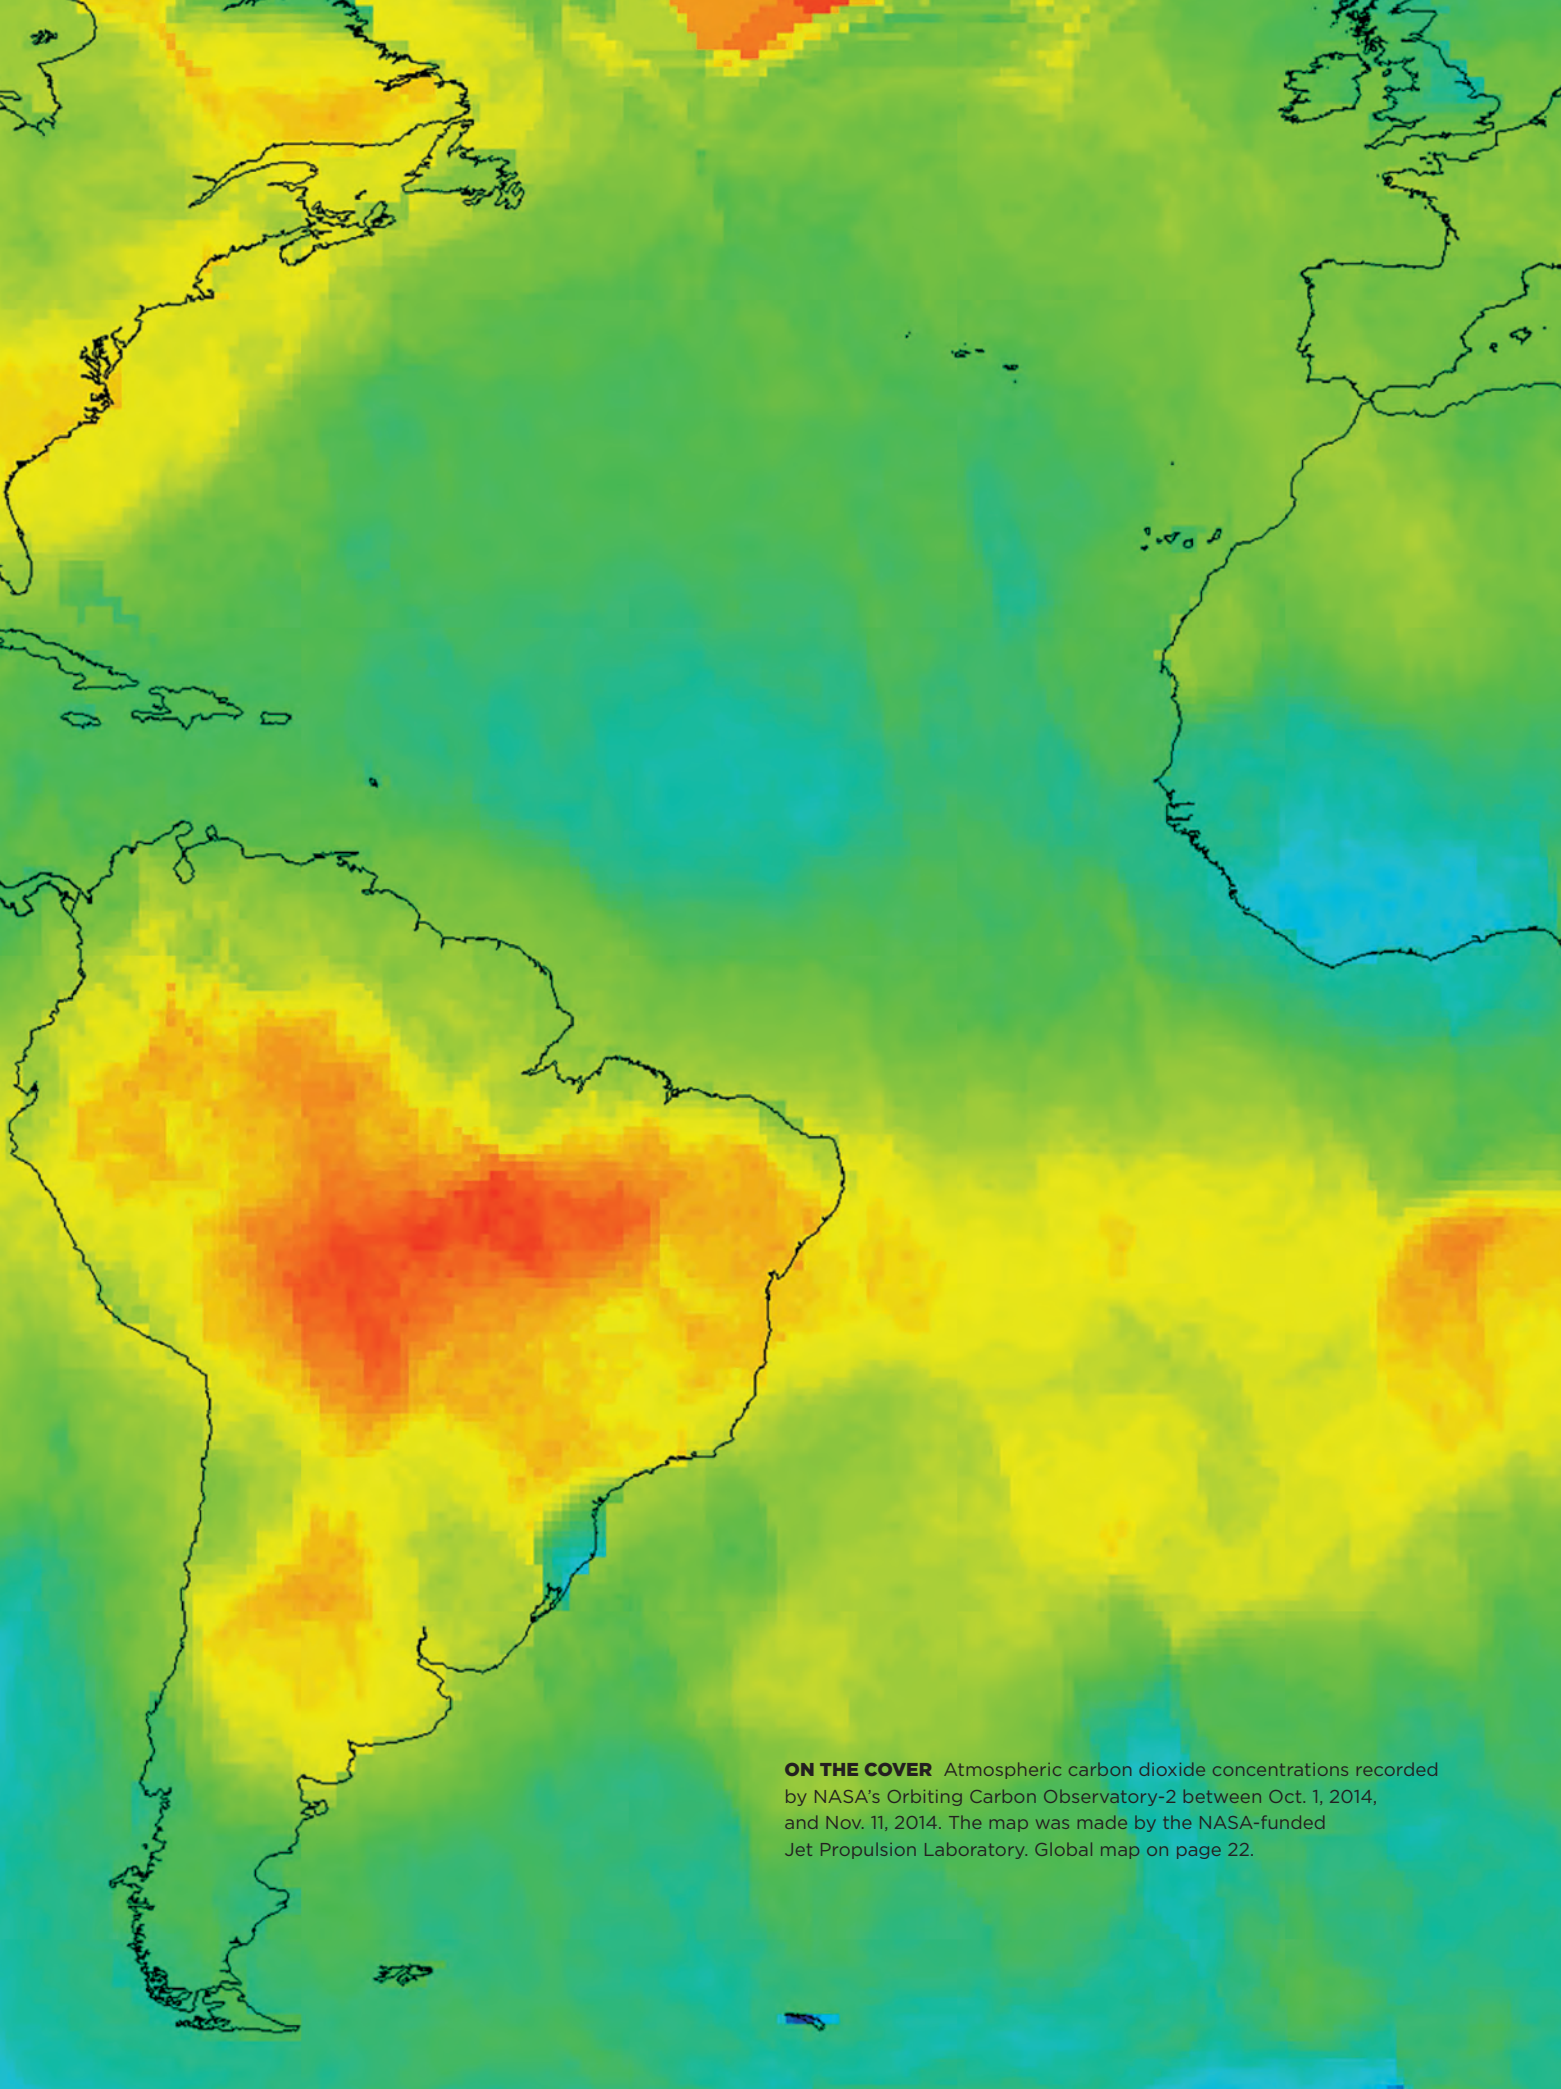 ON THE COVER Atmospheric carbon dioxide concentrations recorded
by NASA’s Orbiting Carbon Observatory-2 between Oct. 1, 2014,
and Nov. 11, 2014. The map was made by the NASA-funded
Jet Propulsion Laboratory. Global map on page 22.